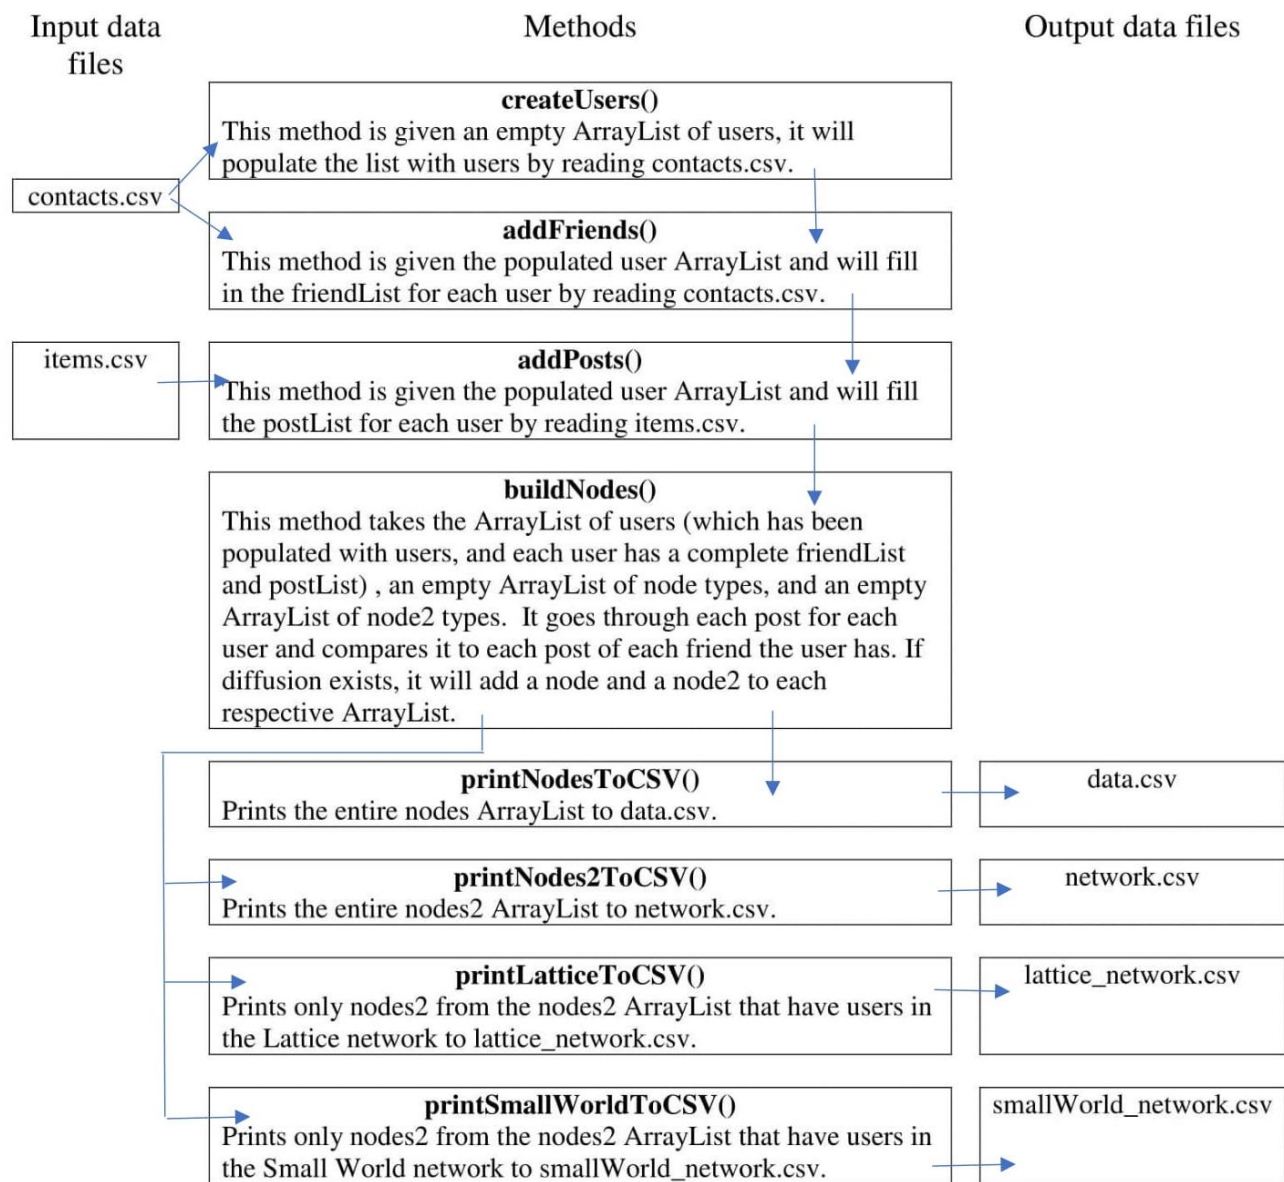 Input data
files
Methods
Output data files
createUsers()
This method is given an empty ArrayList of users, it will
populate the list with users by reading contacts.csv.
contacts.csv
addFriends()
This method is given the populated user ArrayList and will fill
in the friendList for each user by reading contacts.csv.
items.csv
addPosts()
This method is given the populated user ArrayList and will fill
the postList for each user by reading items.csv.
buildNodes()
This method takes the ArrayList of users (which has been
populated with users, and each user has a complete friendList
and postList) , an empty ArrayList of node types, and an empty
ArrayList of node2 types.  It goes through each post for each
user and compares it to each post of each friend the user has. If
diffusion exists, it will add a node and a node2 to each
respective ArrayList.
printNodesToCSV()
Prints the entire nodes ArrayList to data.csv.
data.csv
printNodes2ToCSV()
Prints the entire nodes2 ArrayList to network.csv.
network.csv
printLatticeToCSV()
Prints only nodes2 from the nodes2 ArrayList that have users in
the Lattice network to lattice_network.csv.
lattice_network.csv
printSmallWorldToCSV()
Prints only nodes2 from the nodes2 ArrayList that have users in
the Small World network to smallWorld_network.csv.
smallWorld_network.csv